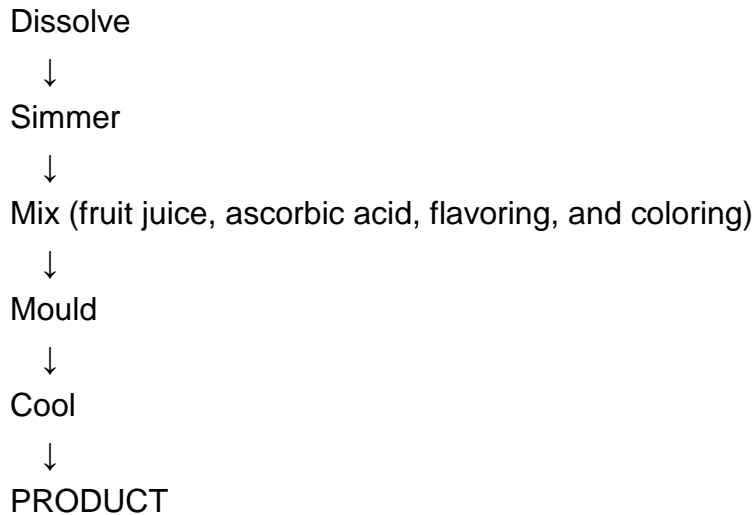 Dissolve
↓
Simmer
↓
Mix (fruit juice, ascorbic acid, flavoring, and coloring)
↓
Mould
↓
Cool
↓
PRODUCT